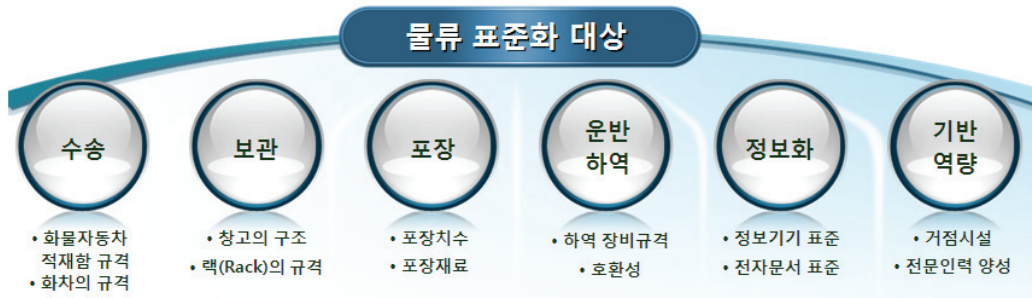 물류 표준화 대상
수송
보관
포장
운반
하역
정보화
기반
역량
• 화물자동차
적재함 규격
• 화차의 규격
• 창고의 구조
• 랙(Rack)의 규격
• 포장치수
• 포장재료
• 하역 장비규격
• 호환성
• 정보기기 표준
• 전자문서 표준
• 거점시설
• 전문인력 양성